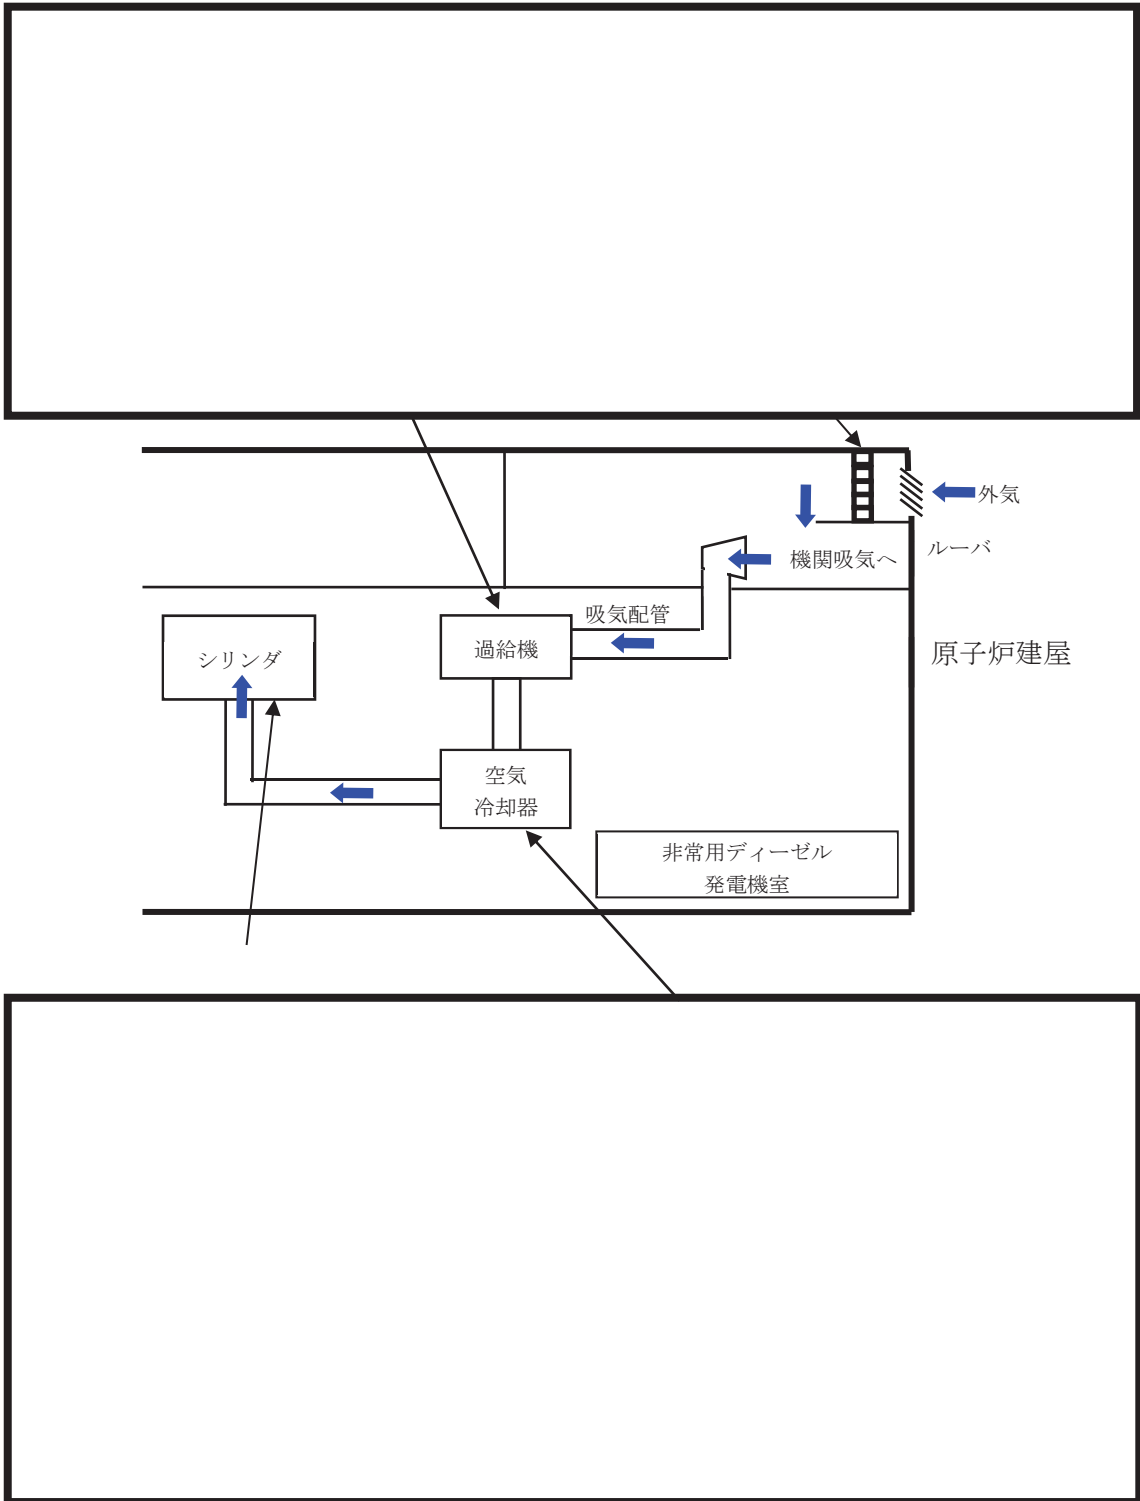 外気
ルーバ
機関吸気へ
吸気配管
過給機
シリンダ
原子炉建屋
空気
冷却器
非常用ディーゼル
発電機室